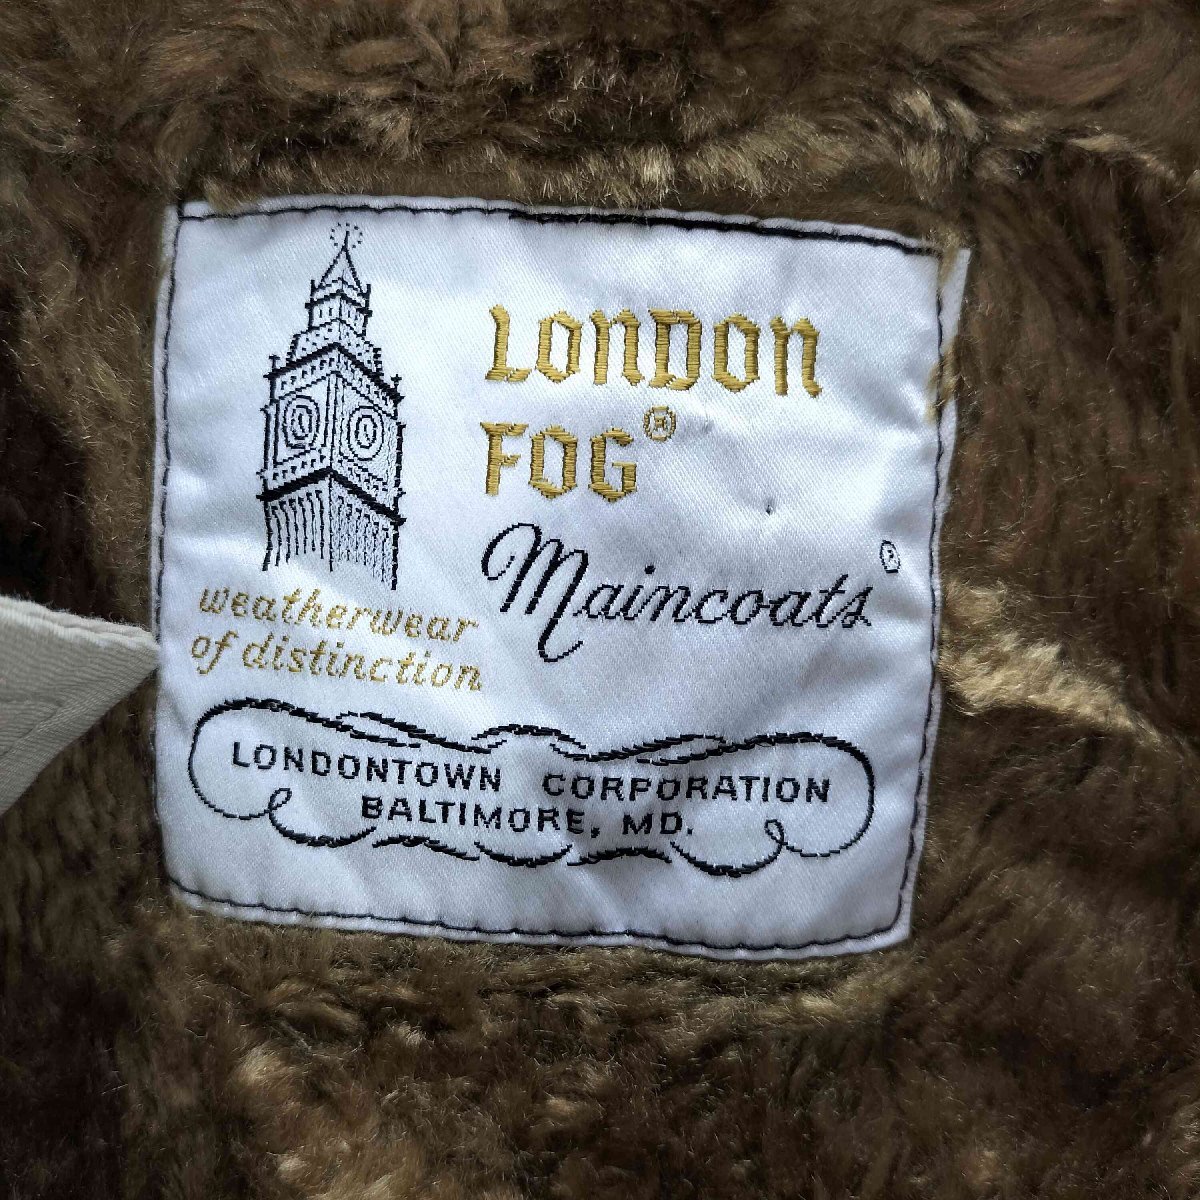 LONDON
FOG®
Maincoats®
weatherwear
of distinction
LONDONTOWN CORPORATION
BALTIMORE, MD.